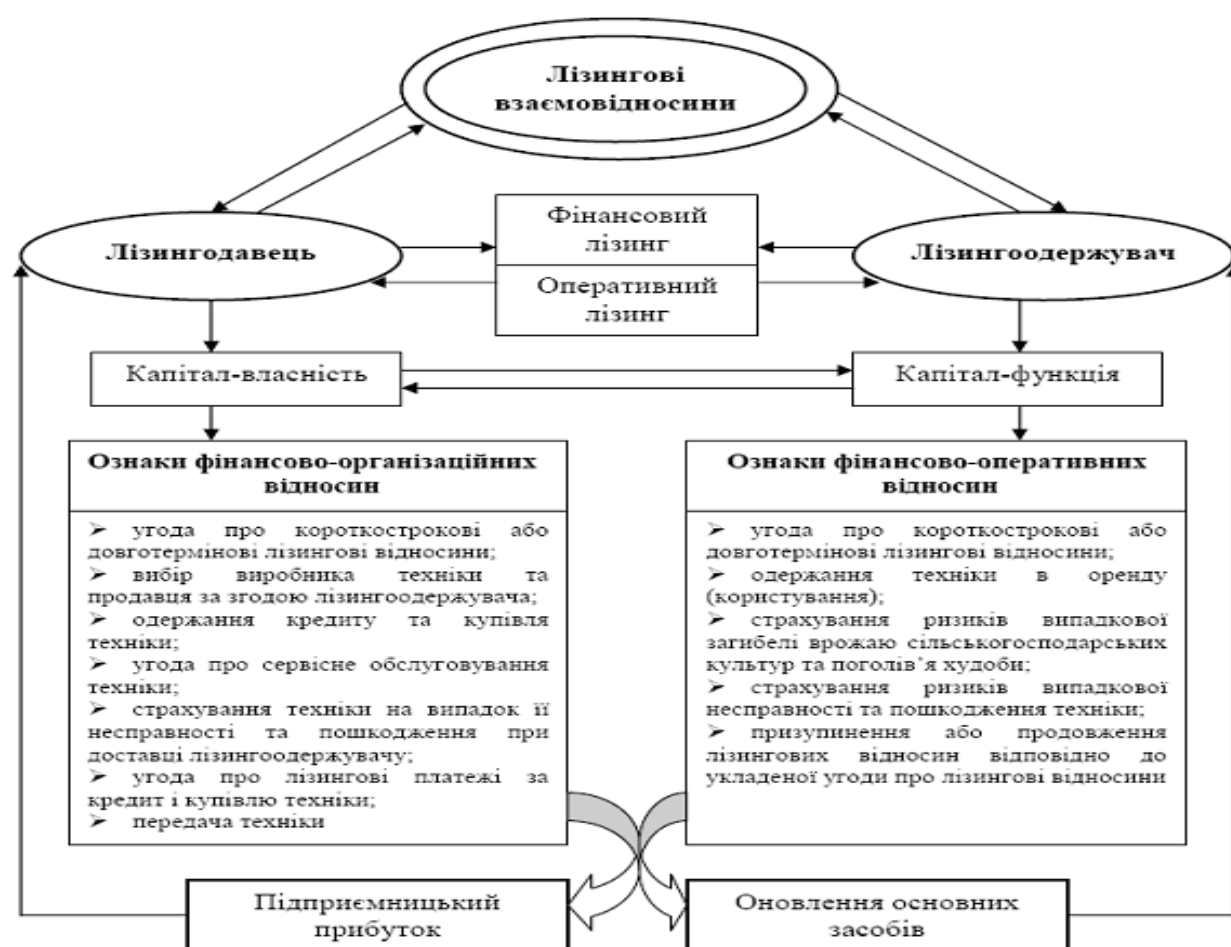 Лізингові
взаємовідносини
Фінансовий
лізинг
Лізингодавець
Лізингоодержувач
Оперативний
лізинг
Капітал-власність
Капітал-функція
Ознаки фінансово-організаційних
відносин
➢ угода про короткострокові або
довготермінові лізингові відносини;
➢ вибір виробника техніки та
продавця за згодою лізингоодержувача;
➢ одержання кредиту та купівля
техніки;
➢ угода про сервісне обслуговування
техніки;
➢ страхування техніки на випадок її
несправності та пошкодження при
доставці лізингоодержувачу;
➢ угода про лізингові платежі за
кредит і купівлю техніки;
➢ передача техніки
Ознаки фінансово-оперативних
відносин
➢ угода про короткострокові або
довготермінові лізингові відносини;
➢ одержання техніки в оренду
(користування);
➢ страхування ризиків випадкової
загибелі врожаю сільськогосподарських
культур та поголів’я худоби;
➢ страхування ризиків випадкової
несправності та пошкодження техніки;
➢ призупинення або продовження
лізингових відносин відповідно до
укладеної угоди про лізингові відносини
Підприємницький
прибуток
Оновлення основних
засобів